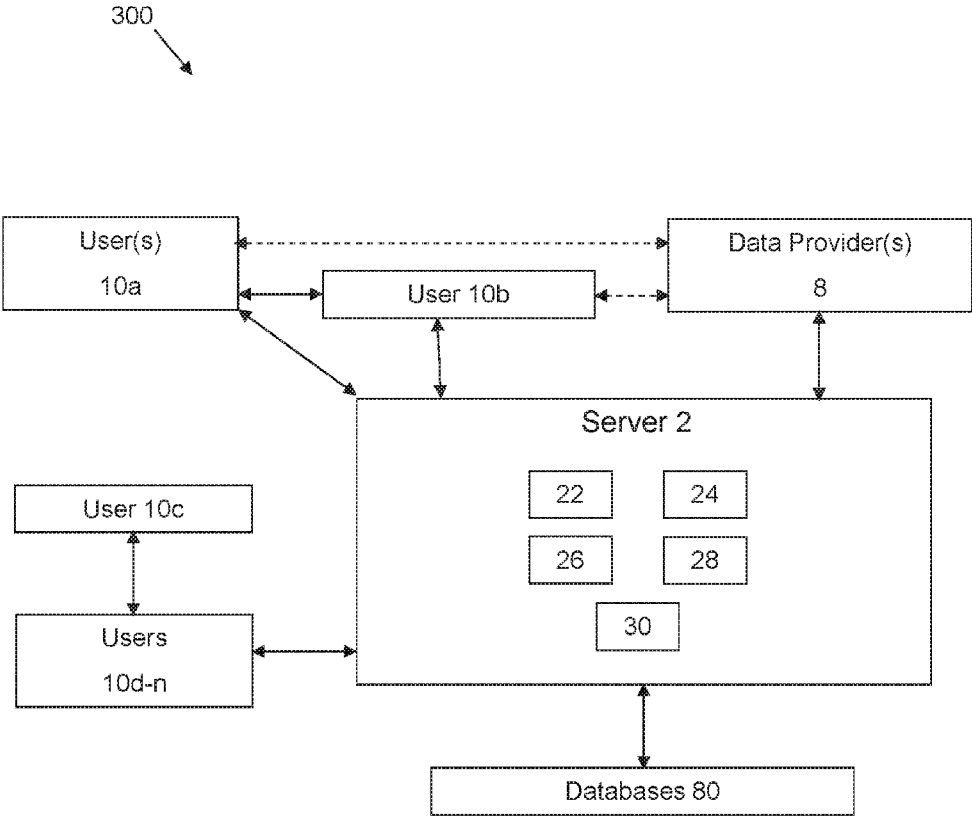 300
User(s)
10a
User 10b
Data Provider(s)
8
Server 2
22
24
26
28
30
User 10c
Users
10d-n
Databases 80